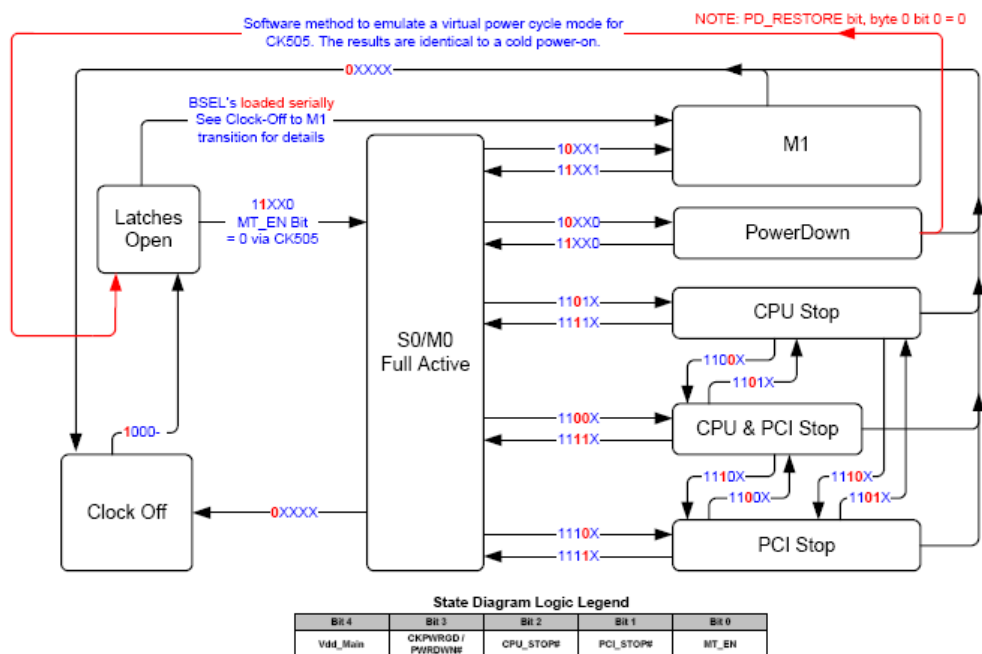 Software method to emulate a virtual power cycle mode for
CK505. The results are identical to a cold power-on.
NOTE: PD_RESTORE bit, byte 0 bit 0 = 0
0XXXX
BSEL's loaded serially
See Clock-Off to M1
transition for details
M1
10XX1
11XX1
Latches
Open
11XX0
MT_EN Bit
= 0 via CK505
10XX0
11XX0
PowerDown
S0/M0
Full Active
1101X
1111X
CPU Stop
1100X
1101X
1100X
1111X
CPU & PCI Stop
1000-
Clock Off
0XXXX
1110X
1100X
1110X
1101X
1110X
1111X
PCI Stop
State Diagram Logic Legend
Bit 4 Bit 3 Bit 2 Bit 1 Bit 0
Vdd_Main CKPWRGD / PWRDWN# CPU_STOP# PCI_STOP# MT_EN